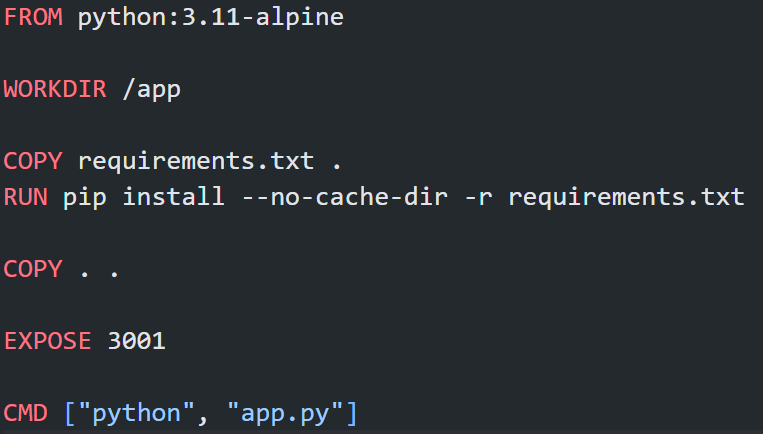 FROM python:3.11-alpine
WORKDIR /app
COPY requirements.txt .
RUN pip install --no-cache-dir -r requirements.txt
COPY . .
EXPOSE 3001
CMD ["python", "app.py"]